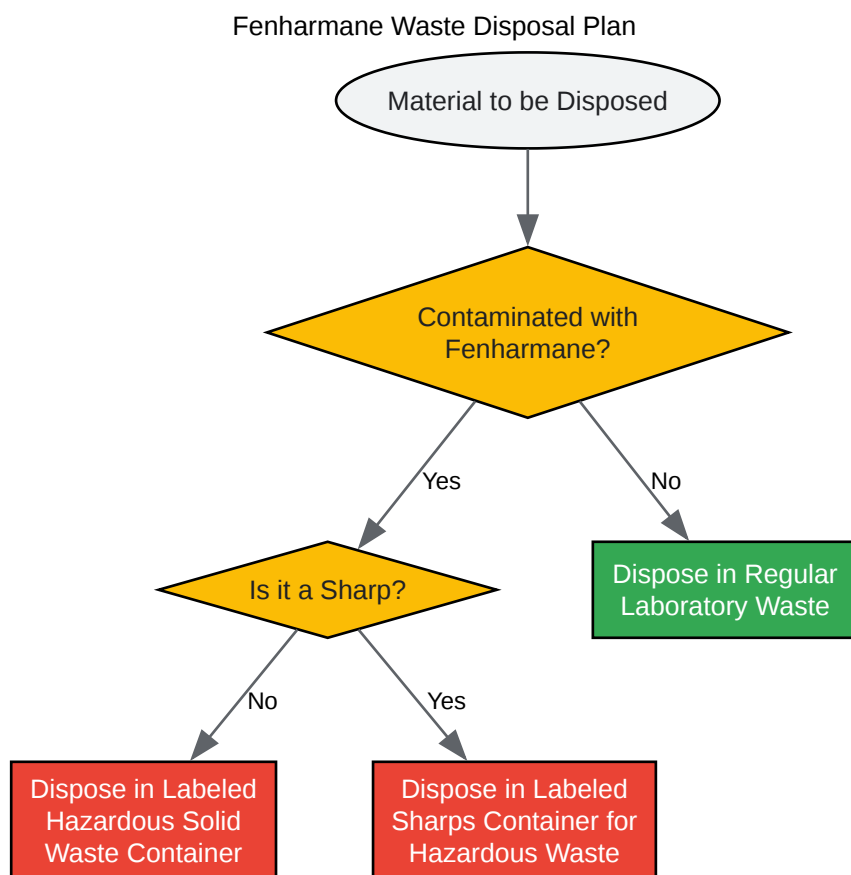 Fenharmane Waste Disposal Plan
Material to be Disposed
Contaminated with
Fenharmane?
Yes
No
Is it a Sharp?
Dispose in Regular
Laboratory Waste
No
Yes
Dispose in Labeled
Hazardous Solid
Waste Container
Dispose in Labeled
Sharps Container for
Hazardous Waste